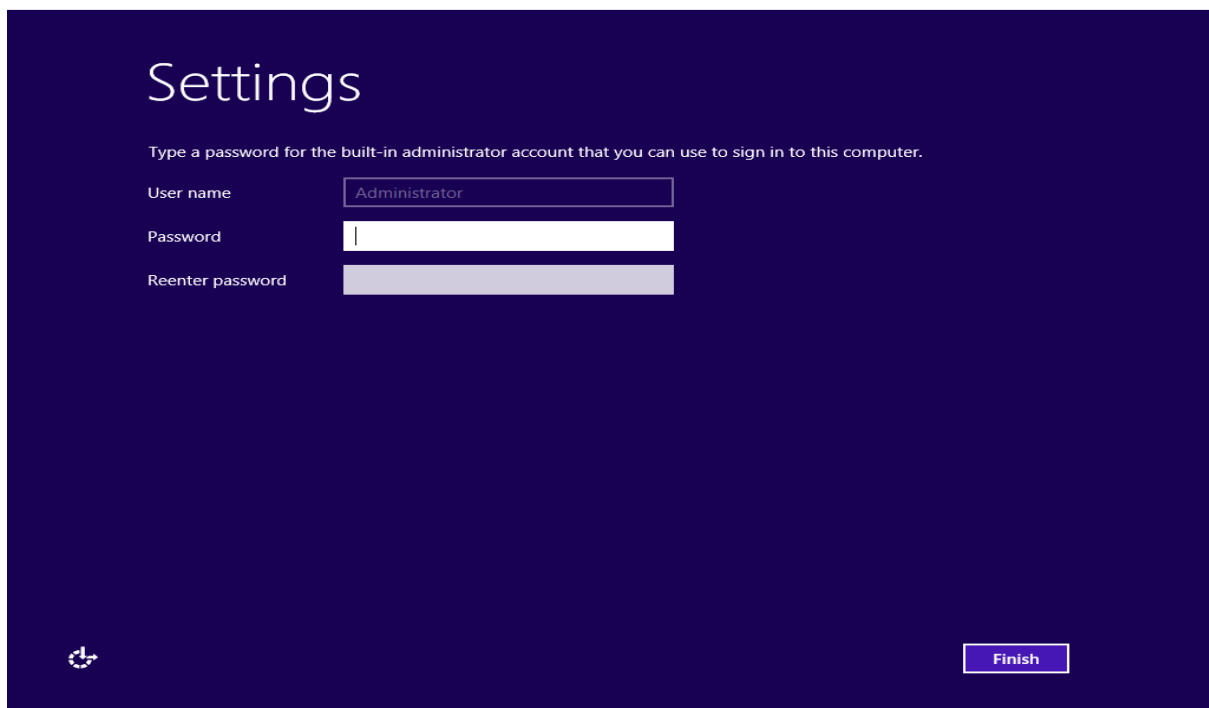 Settings
Type a password for the built-in administrator account that you can use to sign in to this computer.
User name Administrator
Password
Reenter password
Finish